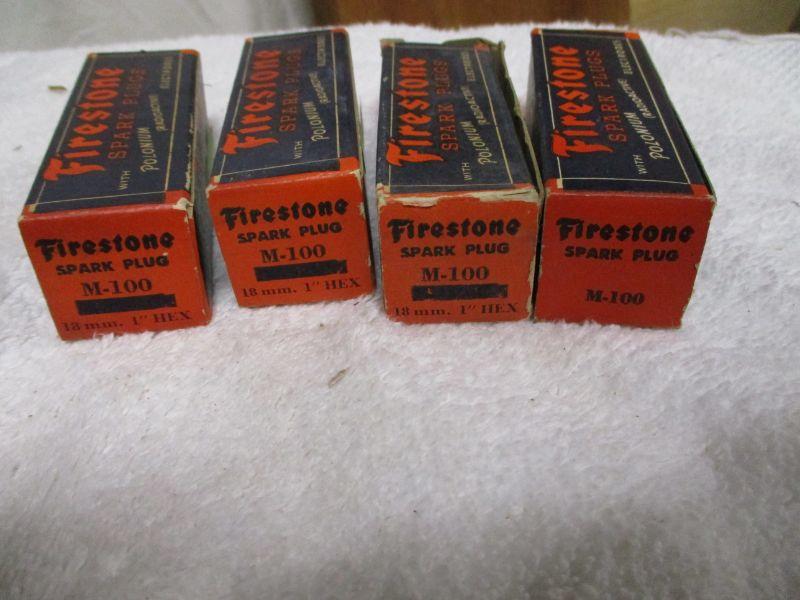 Firestone
SPARK PLUGS
WITH POLONIUM RADIOACTIVE ELECTRODES
Firestone
SPARK PLUG
M-100
18 mm. 1" HEX
Firestone
SPARK PLUGS
WITH POLONIUM RADIOACTIVE ELECTRODES
Firestone
SPARK PLUG
M-100
18 mm. 1" HEX
Firestone
SPARK PLUGS
WITH POLONIUM RADIOACTIVE ELECTRODES
Firestone
SPARK PLUG
M-100
18 mm. 1" HEX
Firestone
SPARK PLUGS
WITH POLONIUM RADIOACTIVE ELECTRODES
Firestone
SPARK PLUG
M-100